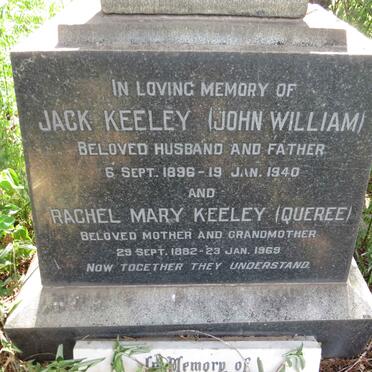 IN LOVING MEMORY OF
JACK KEELEY (JOHN WILLIAM)
BELOVED HUSBAND AND FATHER
6 SEPT. 1896 - 19 JAN. 1940
AND
RACHEL MARY KEELEY (QUEREE)
BELOVED MOTHER AND GRANDMOTHER
29 SEPT. 1882 - 23 JAN. 1969
NOW TOGETHER THEY UNDERSTAND.
In Memory of